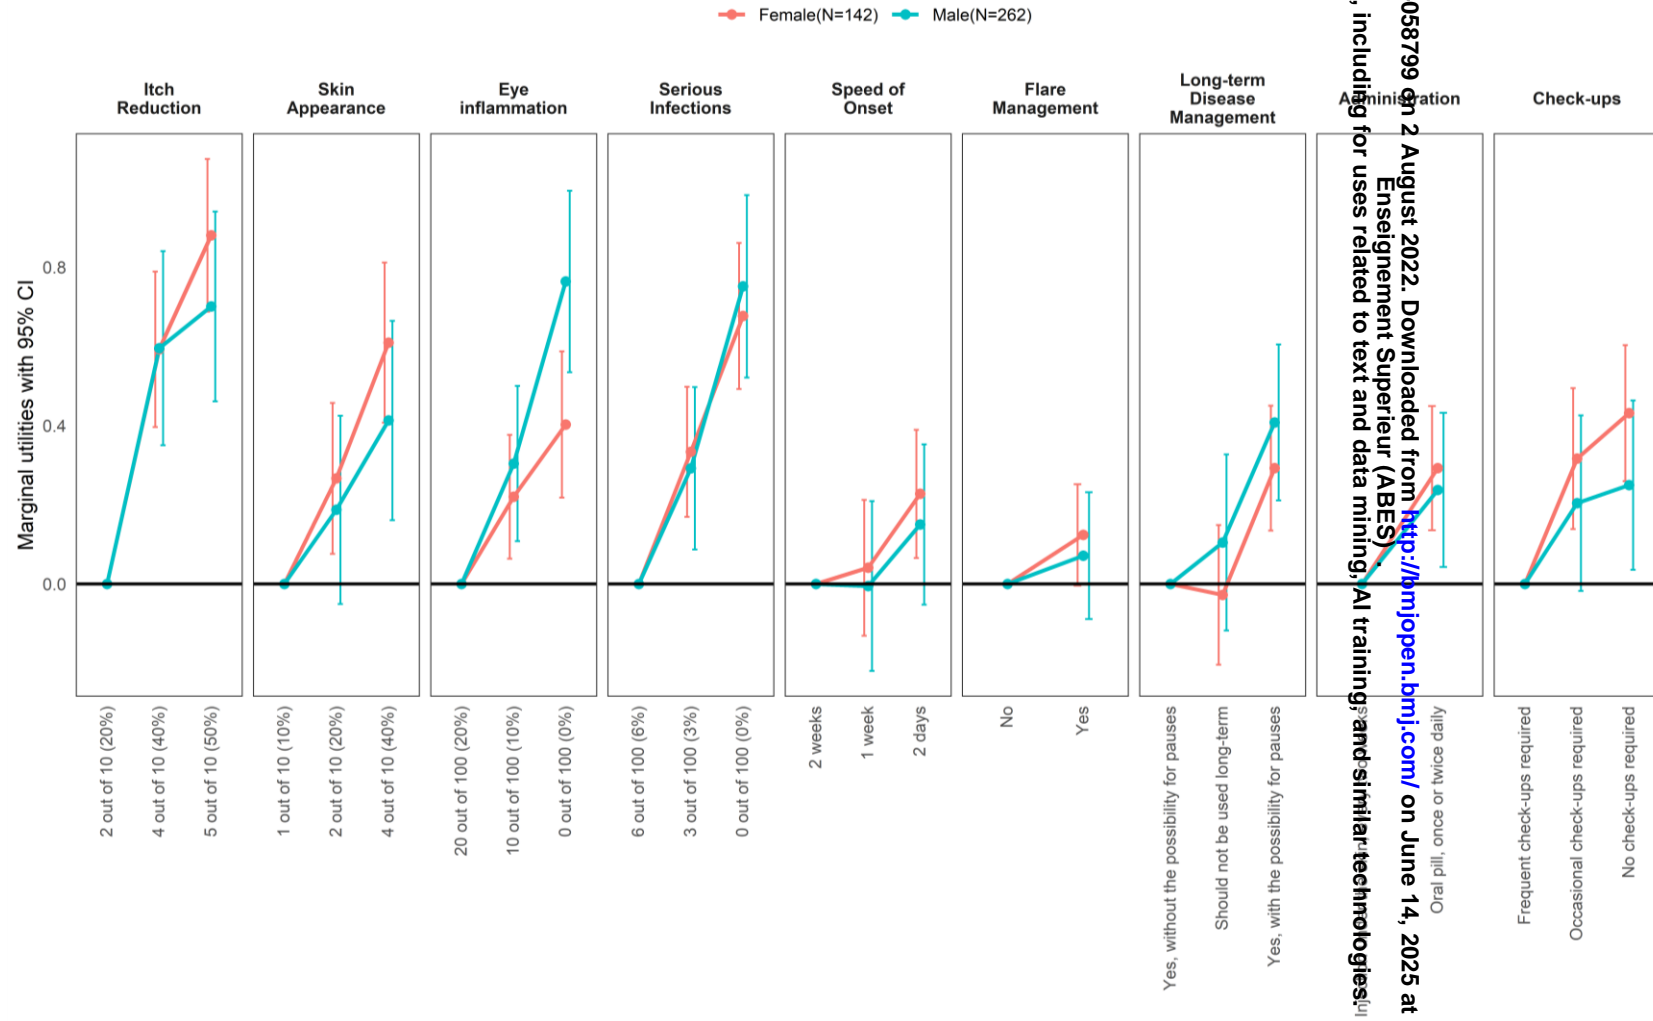 Female(N=142) Male(N=262)
Itch
Reduction
Skin
Appearance
Eye
inflammation
Serious
Infections
Speed of
Onset
Flare
Management
Long-term
Disease
Management
Administration
Check-ups
Marginal utilities with 95% CI
0.8
0.4
0.0
2 out of 10 (20%)
4 out of 10 (40%)
5 out of 10 (50%)
1 out of 10 (10%)
2 out of 10 (20%)
4 out of 10 (40%)
20 out of 100 (20%)
10 out of 100 (10%)
0 out of 100 (0%)
6 out of 100 (6%)
3 out of 100 (3%)
0 out of 100 (0%)
2 weeks
1 week
2 days
No
Yes
Yes, without the possibility for pauses
Should not be used long-term
Yes, with the possibility for pauses
Oral pill, once or twice daily
Frequent check-ups required
Occasional check-ups required
No check-ups required
058799 on 2 August 2022. Downloaded from http://bmjopen.bmj.com/ on June 14, 2025 at
Enseignement Superieur (ABES) .
, including for uses related to text and data mining, AI training, and similar technologies.